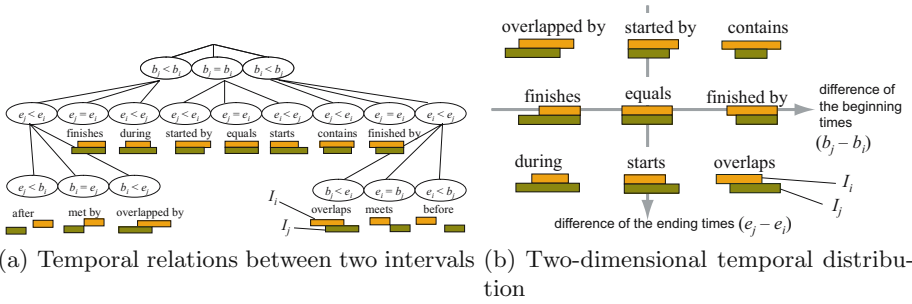 b_j < b_i b_j = b_i b_i < b_j
e_j < e_i e_j = e_i e_i < e_j e_j < e_i e_j = e_i e_i < e_j e_j < e_i e_j = e_i e_i < e_j
finishes during started by equals starts contains finished by
e_j < b_i b_i = e_j b_i < e_j b_j < e_i e_i = b_j e_i < b_j
after met by overlapped by
I_i
I_j
overlaps meets before
(a) Temporal relations between two intervals
overlapped by started by contains
finishes equals finished by
difference of
the beginning
times
(b_j − b_i)
during starts overlaps
I_i
I_j
difference of the ending times (e_j − e_i)
(b) Two-dimensional temporal distribu-
tion